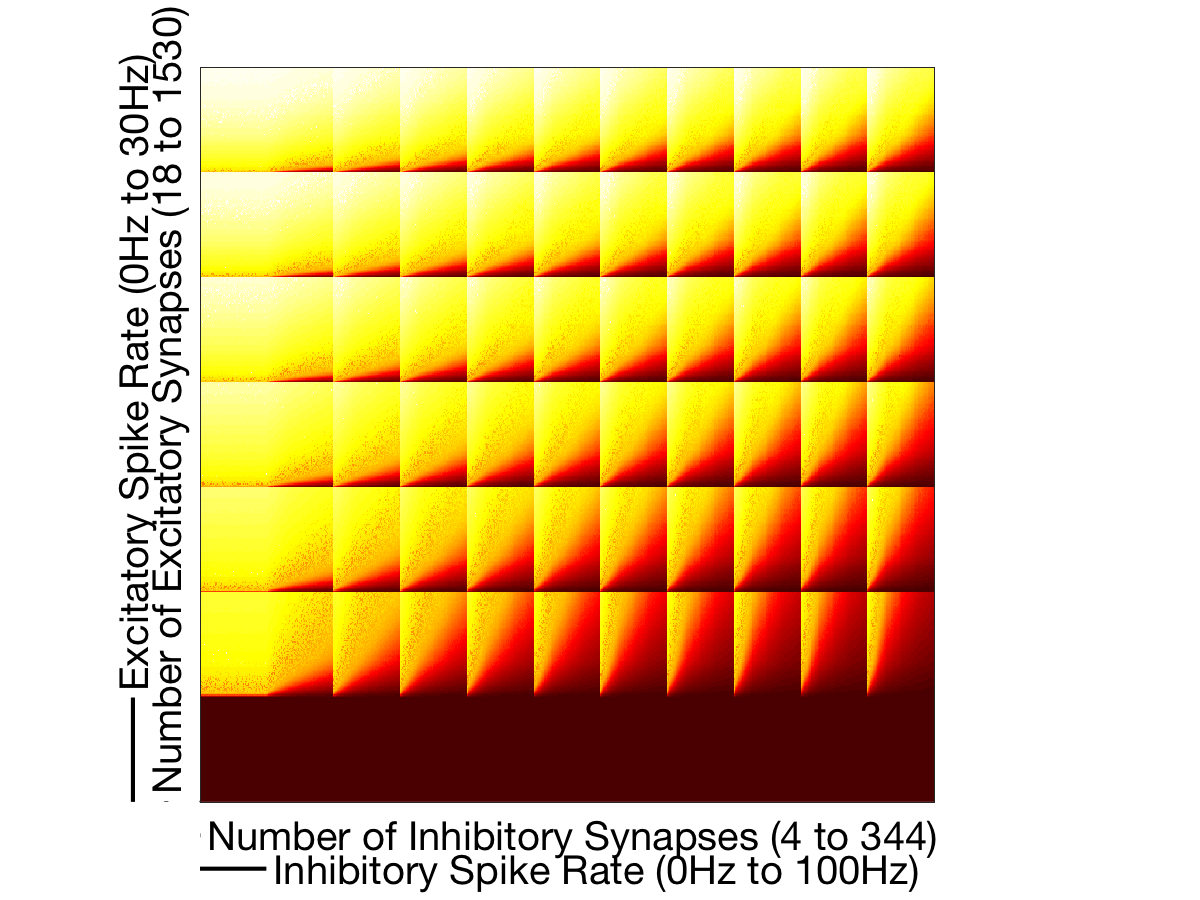 Excitatory Spike Rate (0Hz to 30Hz)
Number of Excitatory Synapses (18 to 1530)
Number of Inhibitory Synapses (4 to 344)
Inhibitory Spike Rate (0Hz to 100Hz)